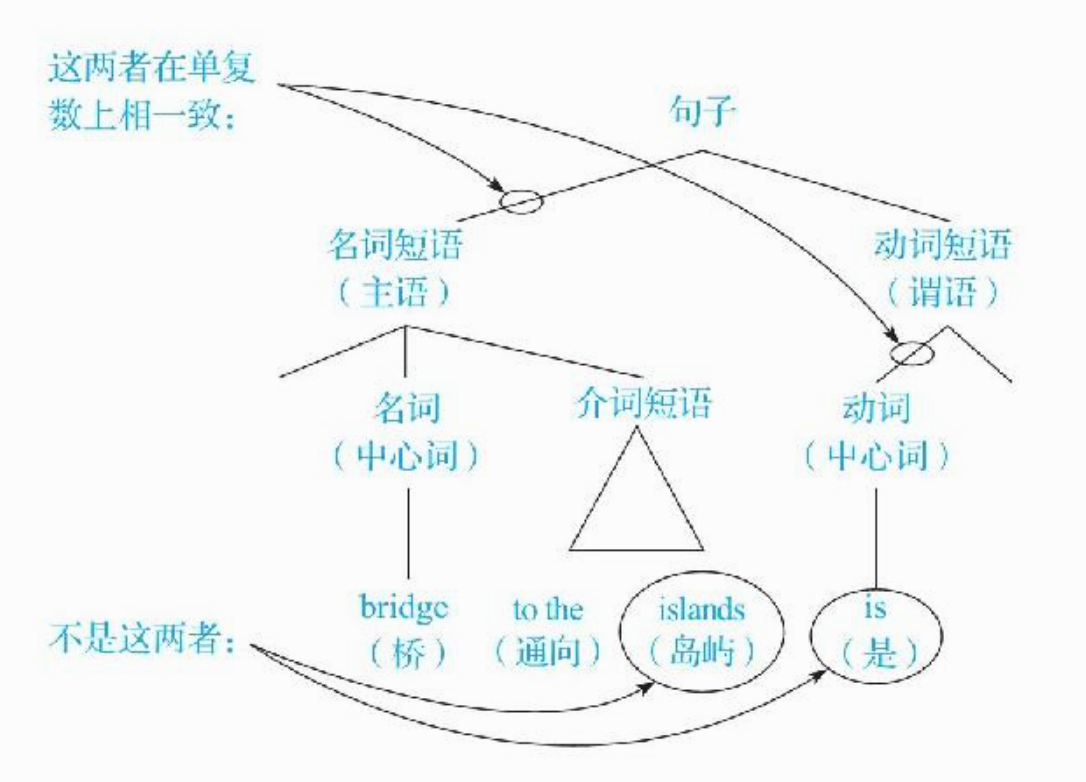 这两者在单复
数上相一致：
句子
名词短语
（主语）
动词短语
（谓语）
名词
（中心词）
介词短语
动词
（中心词）
bridge
（桥）
to the
（通向）
islands
（岛屿）
is
（是）
不是这两者：